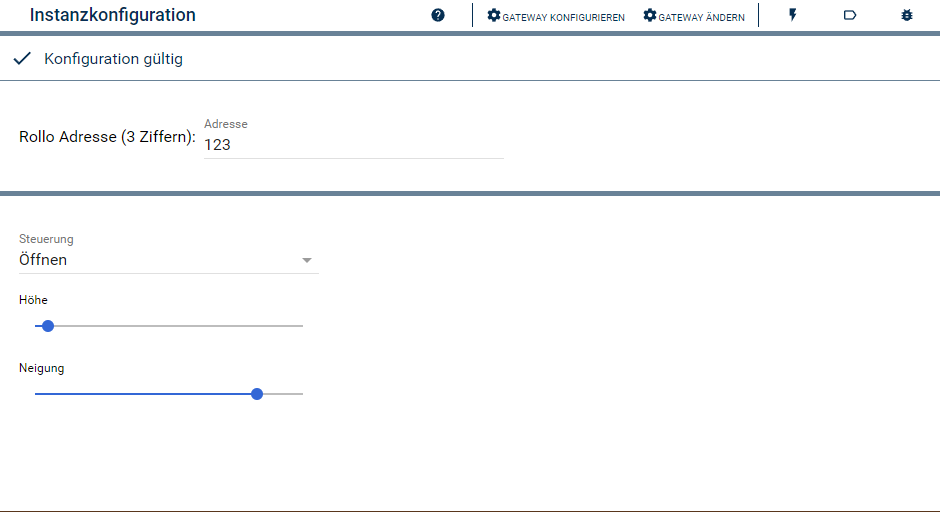 Instanzkonfiguration
GATEWAY KONFIGURIEREN GATEWAY ÄNDERN
Konfiguration gültig
Adresse
Rollo Adresse (3 Ziffern): 123
Steuerung
Öffnen
Höhe
Neigung